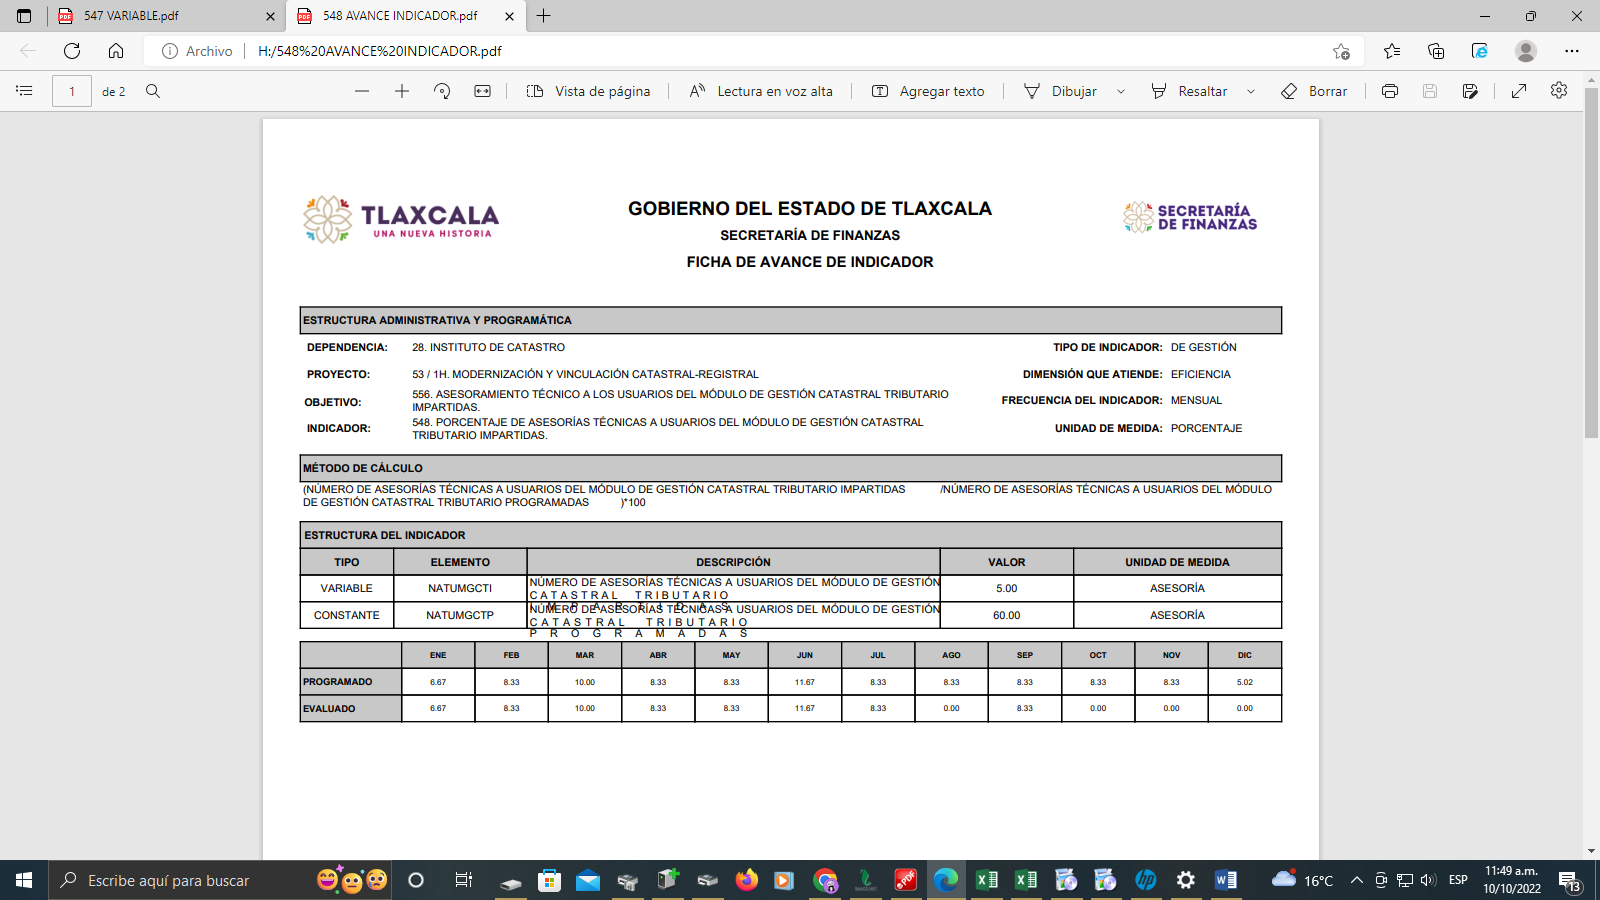 547 VARIABLE.pdf
548 AVANCE INDICADOR.pdf
Archivo
H:/548%20AVANCE%20INDICADOR.pdf
1 de 2
Vista de página
Lectura en voz alta
Agregar texto
Dibujar
Resaltar
Borrar
TLAXCALA
UNA NUEVA HISTORIA
GOBIERNO DEL ESTADO DE TLAXCALA
SECRETARÍA DE FINANZAS
FICHA DE AVANCE DE INDICADOR
SECRETARÍA
DE FINANZAS
ESTRUCTURA ADMINISTRATIVA Y PROGRAMÁTICA
DEPENDENCIA: 28. INSTITUTO DE CATASTRO TIPO DE INDICADOR: DE GESTIÓN
PROYECTO: 53 / 1H. MODERNIZACIÓN Y VINCULACIÓN CATASTRAL-REGISTRAL DIMENSIÓN QUE ATIENDE: EFICIENCIA
OBJETIVO: 556. ASESORAMIENTO TÉCNICO A LOS USUARIOS DEL MÓDULO DE GESTIÓN CATASTRAL TRIBUTARIO
IMPARTIDAS.
FRECUENCIA DEL INDICADOR: MENSUAL
INDICADOR: 548. PORCENTAJE DE ASESORÍAS TÉCNICAS A USUARIOS DEL MÓDULO DE GESTIÓN CATASTRAL
TRIBUTARIO IMPARTIDAS.
UNIDAD DE MEDIDA: PORCENTAJE
MÉTODO DE CÁLCULO
(NÚMERO DE ASESORÍAS TÉCNICAS A USUARIOS DEL MÓDULO DE GESTIÓN CATASTRAL TRIBUTARIO IMPARTIDAS /NÚMERO DE ASESORÍAS TÉCNICAS A USUARIOS DEL MÓDULO
DE GESTIÓN CATASTRAL TRIBUTARIO PROGRAMADAS )*100
ESTRUCTURA DEL INDICADOR
TIPO ELEMENTO DESCRIPCIÓN VALOR UNIDAD DE MEDIDA
VARIABLE NATUMGCTI NÚMERO DE ASESORÍAS TÉCNICAS A USUARIOS DEL MÓDULO DE GESTIÓN
CATASTRAL TRIBUTARIO
IMPARTIDAS
5.00 ASESORÍA
CONSTANTE NATUMGCTP NÚMERO DE ASESORÍAS TÉCNICAS A USUARIOS DEL MÓDULO DE GESTIÓN
CATASTRAL TRIBUTARIO
PROGRAMADAS
60.00 ASESORÍA
ENE FEB MAR ABR MAY JUN JUL AGO SEP OCT NOV DIC
PROGRAMADO 6.67 8.33 10.00 8.33 8.33 11.67 8.33 8.33 8.33 8.33 8.33 5.02
EVALUADO 6.67 8.33 10.00 8.33 8.33 11.67 8.33 0.00 8.33 0.00 0.00 0.00
Escribe aquí para buscar
16°C
ESP
11:49 a.m.
10/10/2022
13